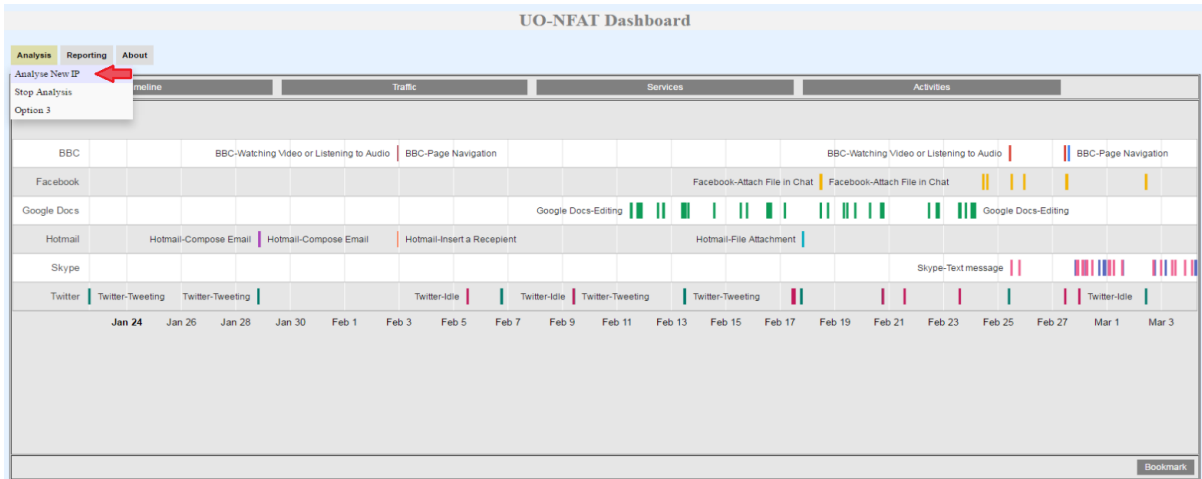 UO-NFAT Dashboard
Analysis Reporting About
Analyse New IP
Stop Analysis
Option 3
meline Traffic Services Activities
BBC BBC-Watching Video or Listening to Audio BBC-Page Navigation BBC-Watching Video or Listening to Audio BBC-Page Navigation
Facebook Facebook-Attach File in Chat Facebook-Attach File in Chat
Google Docs Google Docs-Editing Google Docs-Editing
Hotmail Hotmail-Compose Email Hotmail-Compose Email Hotmail-Insert a Recepient Hotmail-File Attachment
Skype Skype-Text message
Twitter Twitter-Tweeting Twitter-Tweeting Twitter-Idle Twitter-Idle Twitter-Tweeting Twitter-Tweeting Twitter-Idle
Jan 24 Jan 26 Jan 28 Jan 30 Feb 1 Feb 3 Feb 5 Feb 7 Feb 9 Feb 11 Feb 13 Feb 15 Feb 17 Feb 19 Feb 21 Feb 23 Feb 25 Feb 27 Mar 1 Mar 3
Bookmark